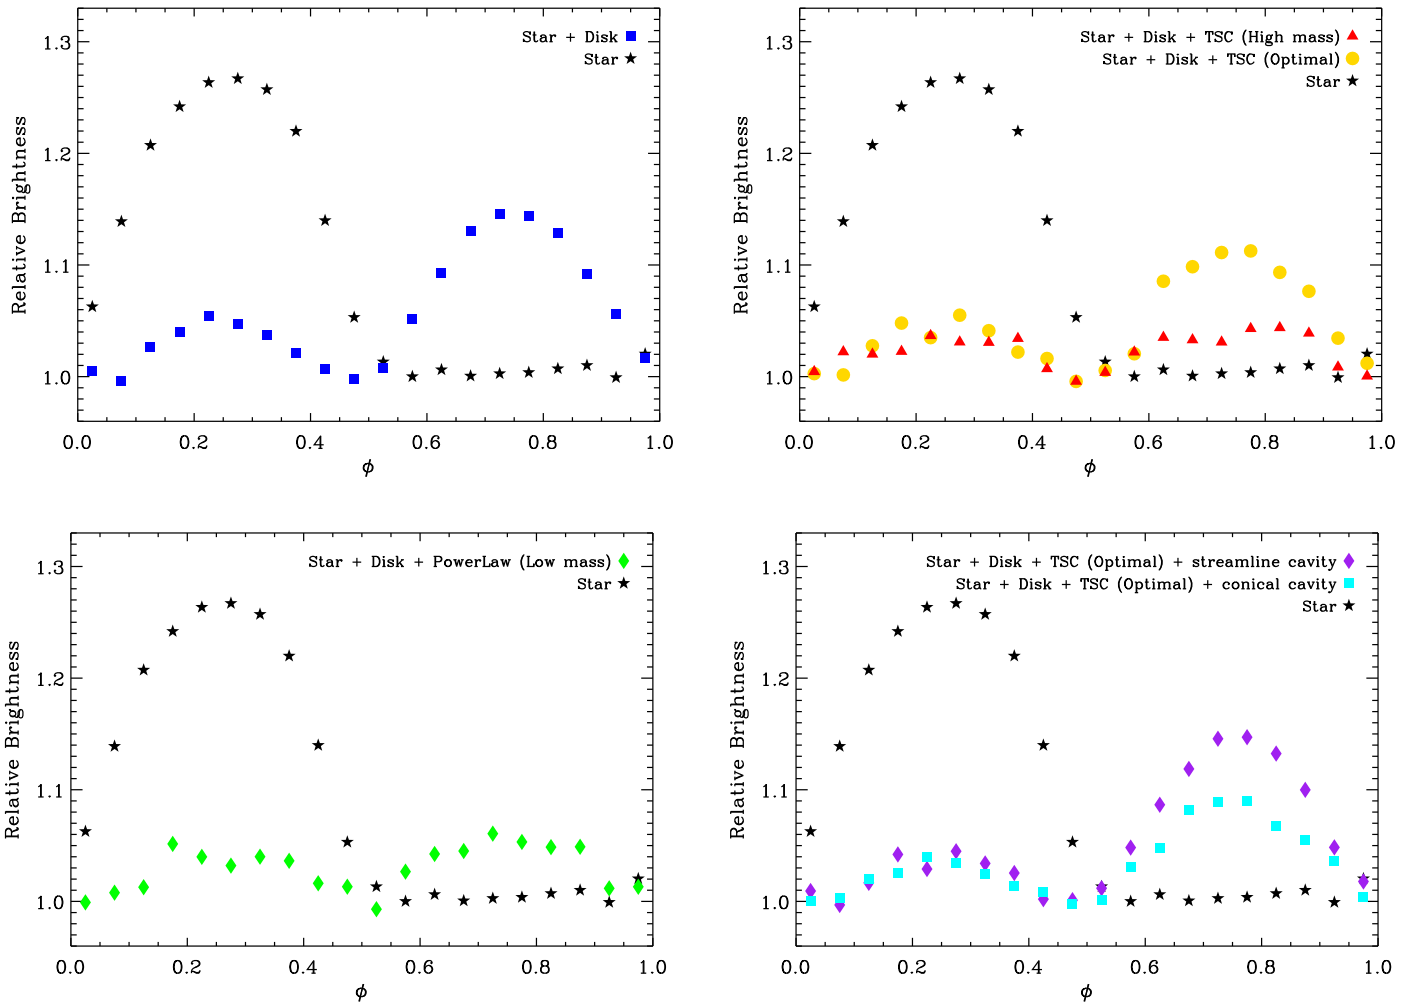 Star + Disk
Star
1.3
1.2
1.1
1.0
Relative Brightness
0.0 0.2 0.4 0.6 0.8 1.0
ϕ
Star + Disk + TSC (High mass)
Star + Disk + TSC (Optimal)
Star
1.3
1.2
1.1
1.0
Relative Brightness
0.0 0.2 0.4 0.6 0.8 1.0
ϕ
Star + Disk + PowerLaw (Low mass)
Star
1.3
1.2
1.1
1.0
Relative Brightness
0.0 0.2 0.4 0.6 0.8 1.0
ϕ
Star + Disk + TSC (Optimal) + streamline cavity
Star + Disk + TSC (Optimal) + conical cavity
Star
1.3
1.2
1.1
1.0
Relative Brightness
0.0 0.2 0.4 0.6 0.8 1.0
ϕ